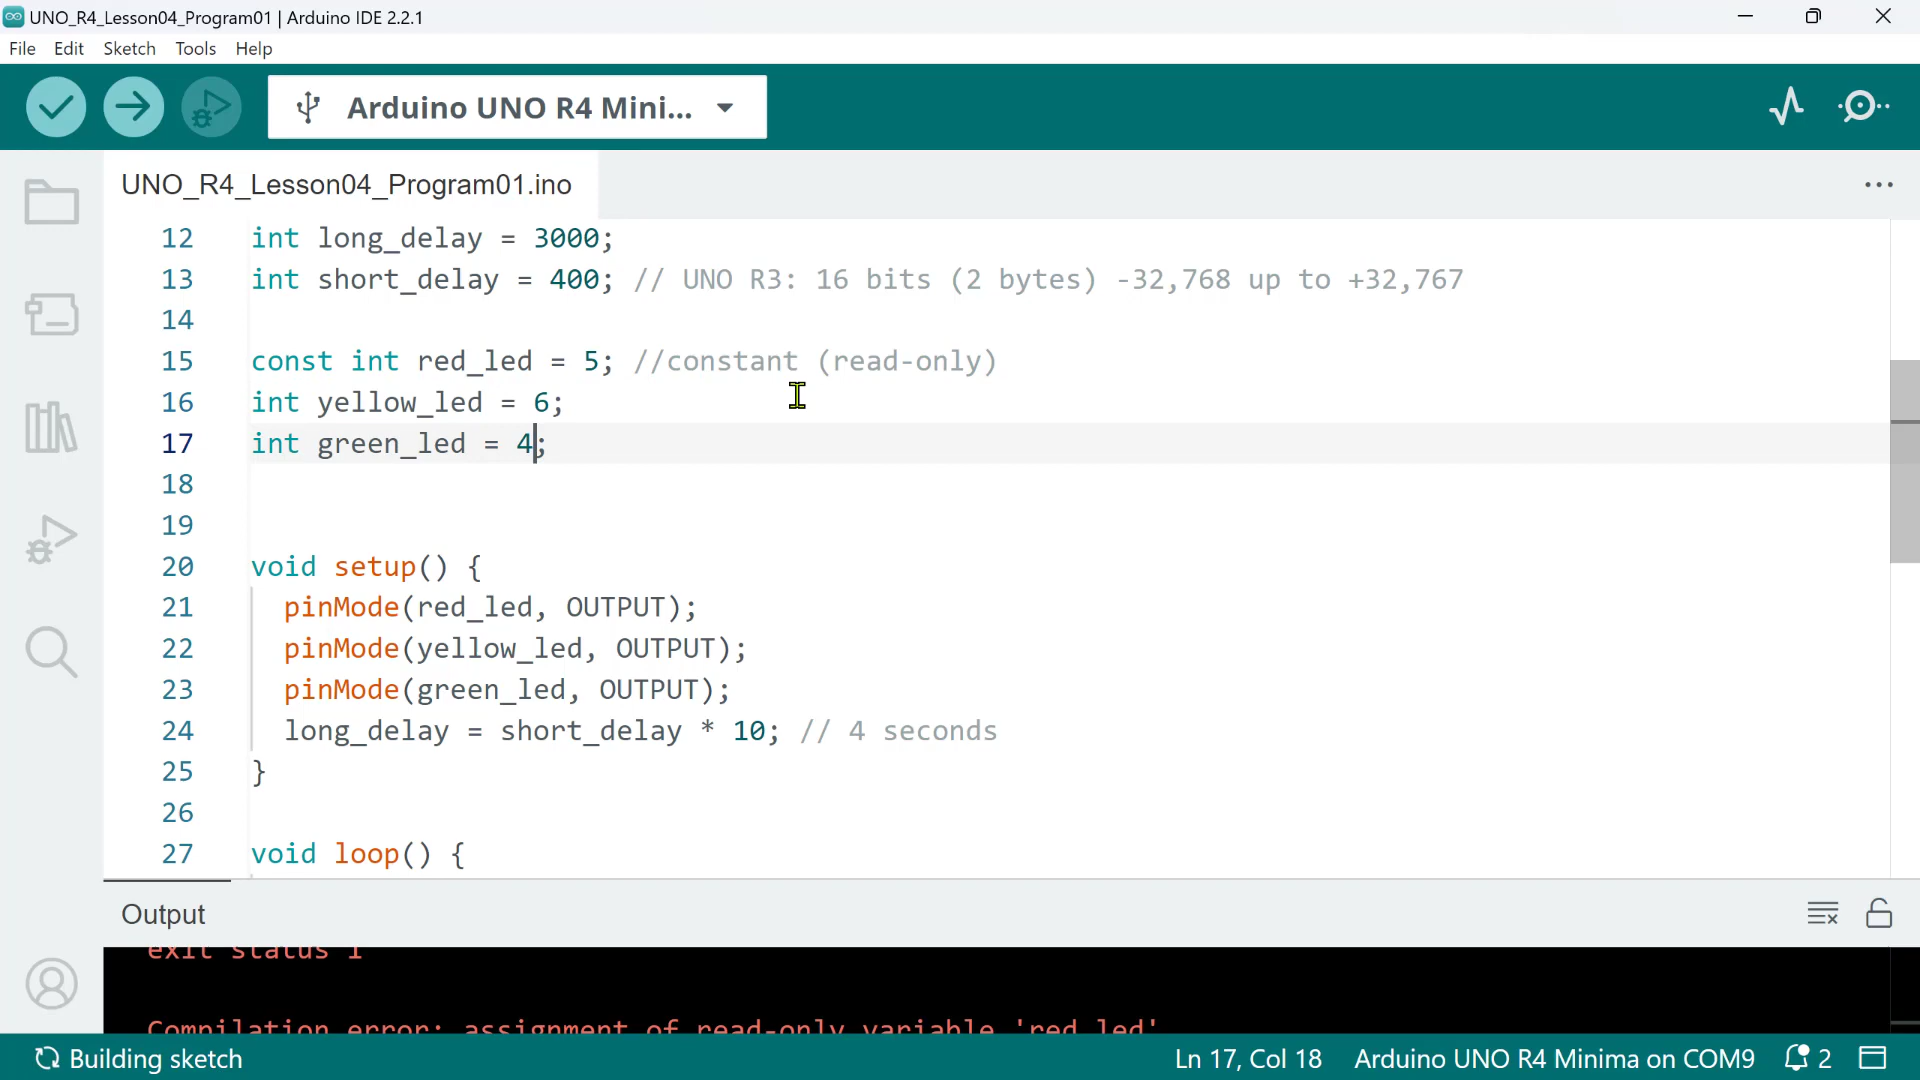 UNO_R4_Lesson04_Program01 | Arduino IDE 2.2.1
File Edit Sketch Tools Help
Arduino UNO R4 Mini...
UNO_R4_Lesson04_Program01.ino
12 int long_delay = 3000;
13 int short_delay = 400; // UNO R3: 16 bits (2 bytes) -32,768 up to +32,767
14
15 const int red_led = 5; //constant (read-only)
16 int yellow_led = 6;
17 int green_led = 4;
18
19
20 void setup() {
21 pinMode(red_led, OUTPUT);
22 pinMode(yellow_led, OUTPUT);
23 pinMode(green_led, OUTPUT);
24 long_delay = short_delay * 10; // 4 seconds
25 }
26
27 void loop() {
Output
exit status 1
Compilation error: assignment of read-only variable 'red_led'
Building sketch Ln 17, Col 18 Arduino UNO R4 Minima on COM9 2